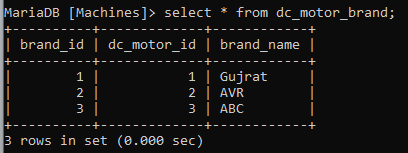 MariaDB [Machines]> select * from dc_motor_brand;
+----------+-------------+------------+
| brand_id | dc_motor_id | brand_name |
+----------+-------------+------------+
|        1 |           1 | Gujrat     |
|        2 |           2 | AVR        |
|        3 |           3 | ABC        |
+----------+-------------+------------+
3 rows in set (0.000 sec)